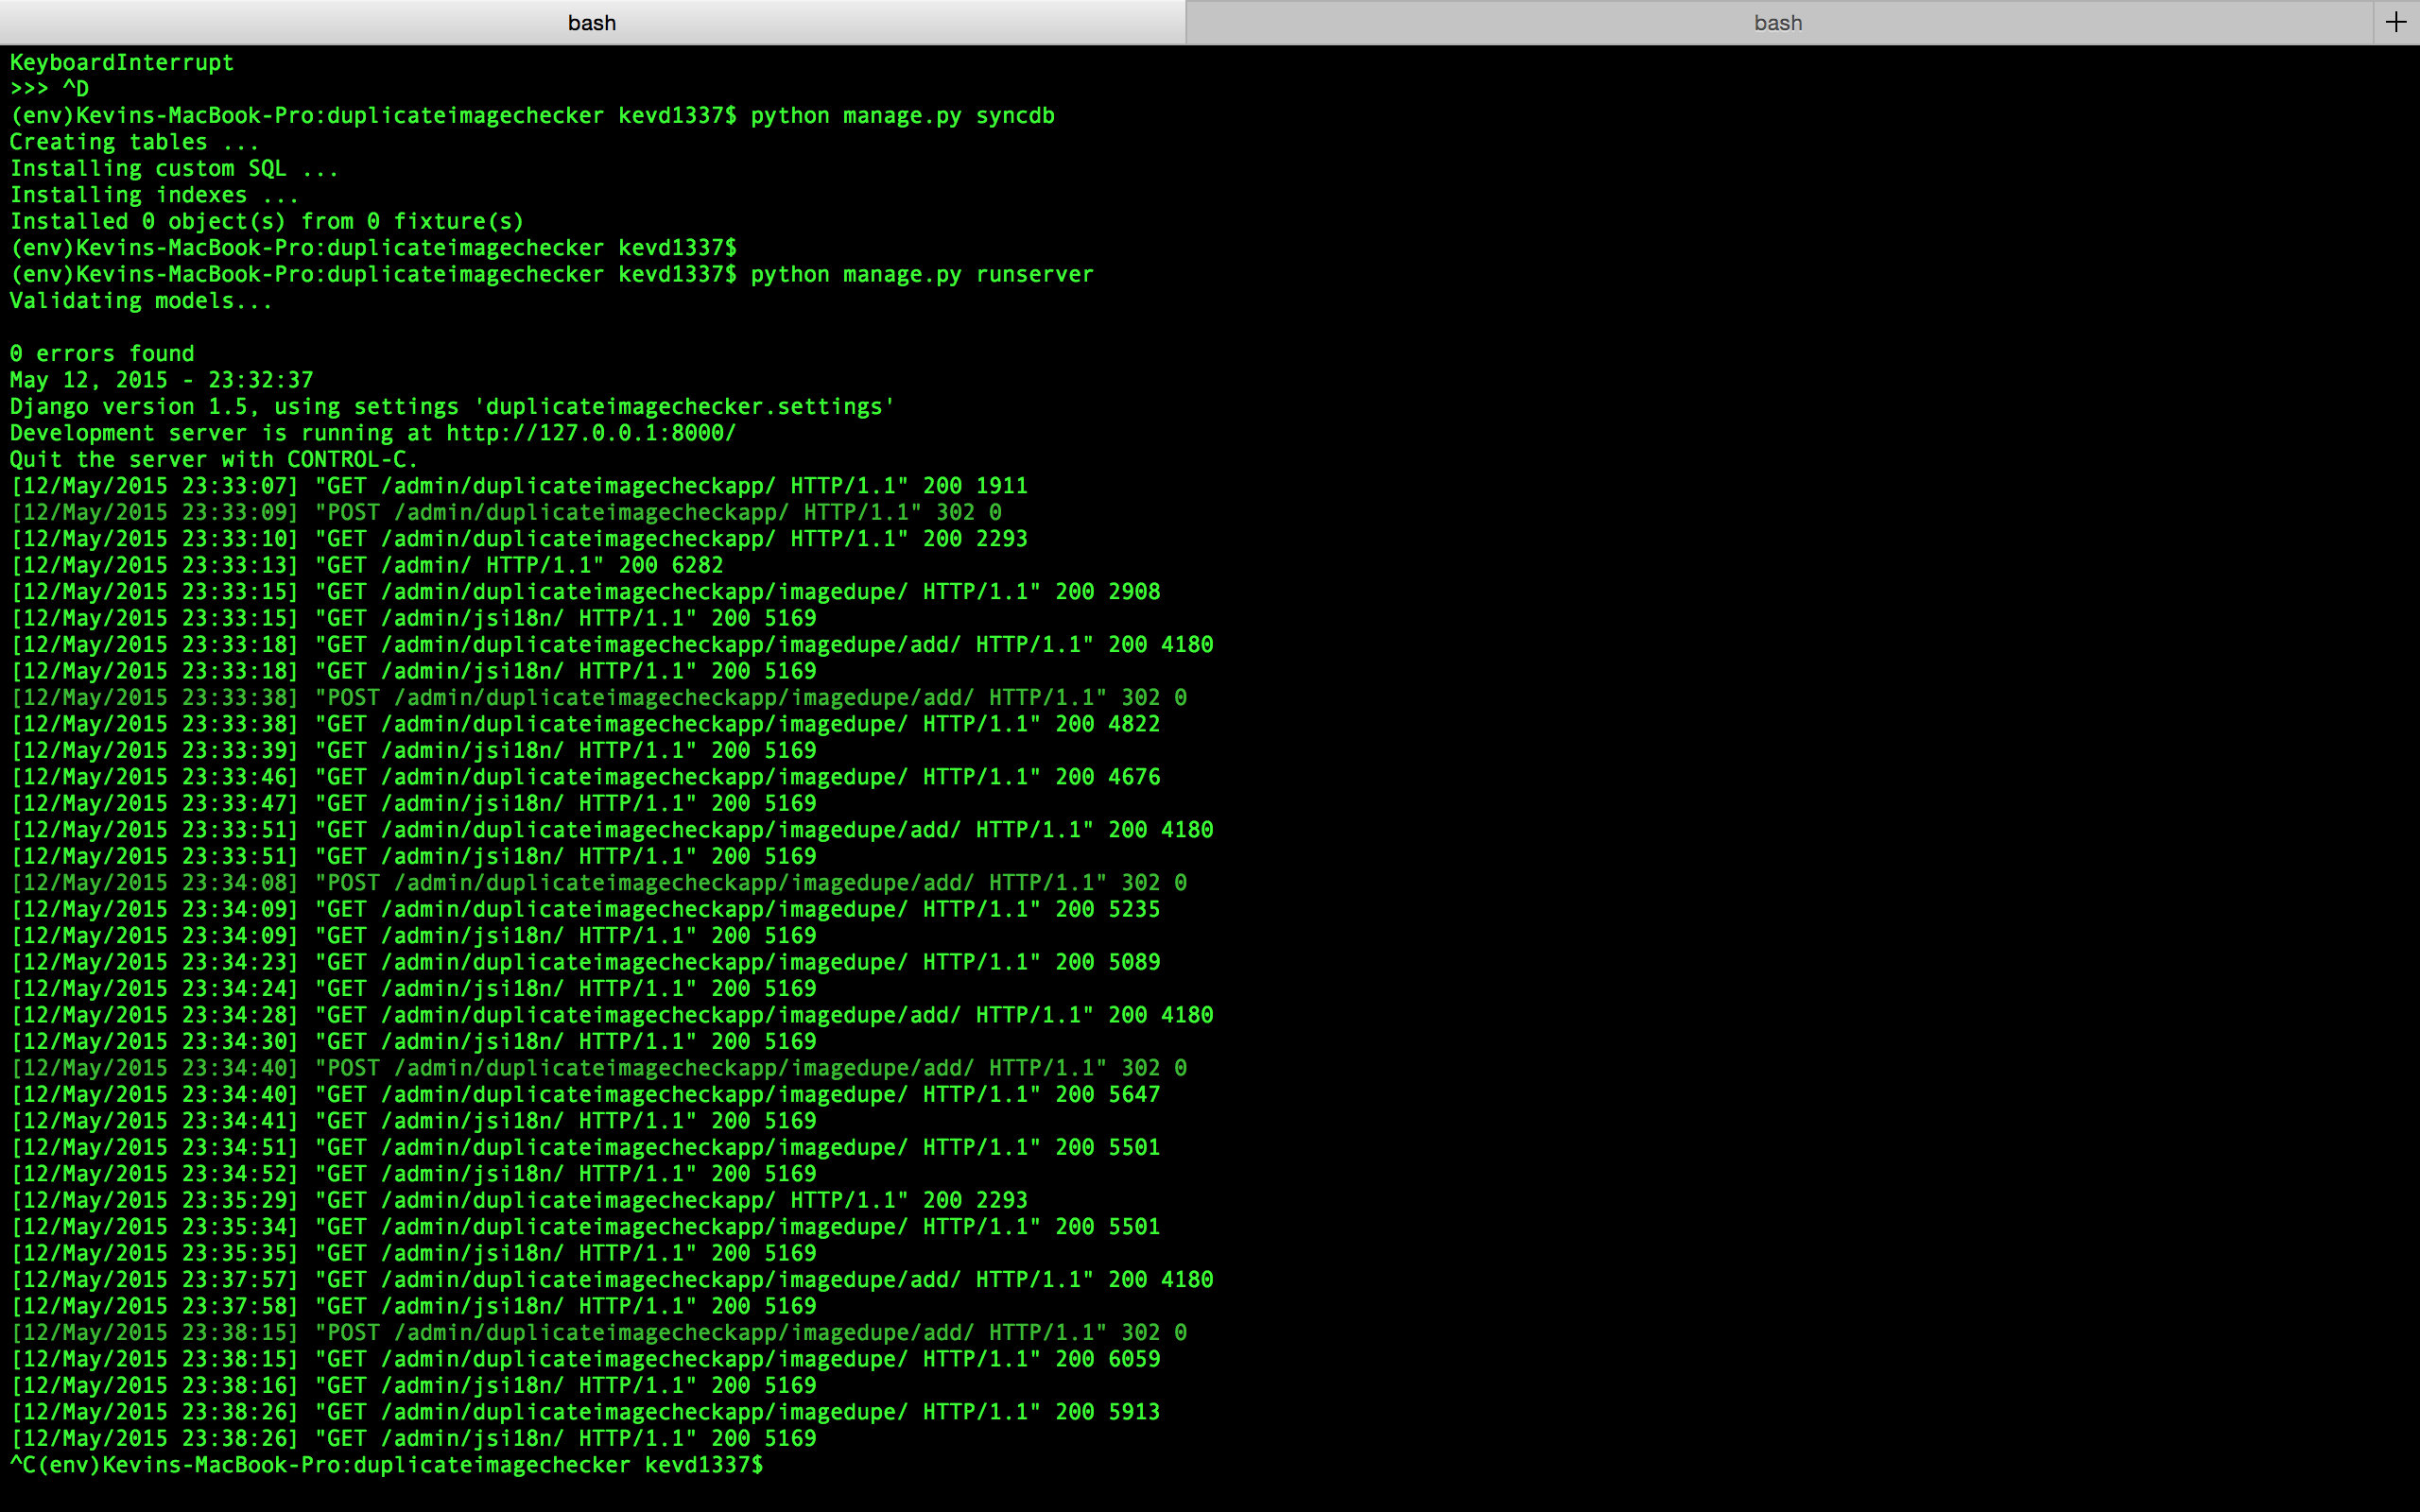 bash
bash
+
KeyboardInterrupt
>>> ^D
(env)Kevins-MacBook-Pro:duplicateimagechecker kevd1337$ python manage.py syncdb
Creating tables ...
Installing custom SQL ...
Installing indexes ...
Installed 0 object(s) from 0 fixture(s)
(env)Kevins-MacBook-Pro:duplicateimagechecker kevd1337$
(env)Kevins-MacBook-Pro:duplicateimagechecker kevd1337$ python manage.py runserver
Validating models...

0 errors found
May 12, 2015 - 23:32:37
Django version 1.5, using settings 'duplicateimagechecker.settings'
Development server is running at http://127.0.0.1:8000/
Quit the server with CONTROL-C.
[12/May/2015 23:33:07] "GET /admin/duplicateimagecheckapp/ HTTP/1.1" 200 1911
[12/May/2015 23:33:09] "POST /admin/duplicateimagecheckapp/ HTTP/1.1" 302 0
[12/May/2015 23:33:10] "GET /admin/duplicateimagecheckapp/ HTTP/1.1" 200 2293
[12/May/2015 23:33:13] "GET /admin/ HTTP/1.1" 200 6282
[12/May/2015 23:33:15] "GET /admin/duplicateimagecheckapp/imagedupe/ HTTP/1.1" 200 2908
[12/May/2015 23:33:15] "GET /admin/jsi18n/ HTTP/1.1" 200 5169
[12/May/2015 23:33:18] "GET /admin/duplicateimagecheckapp/imagedupe/add/ HTTP/1.1" 200 4180
[12/May/2015 23:33:18] "GET /admin/jsi18n/ HTTP/1.1" 200 5169
[12/May/2015 23:33:38] "POST /admin/duplicateimagecheckapp/imagedupe/add/ HTTP/1.1" 302 0
[12/May/2015 23:33:38] "GET /admin/duplicateimagecheckapp/imagedupe/ HTTP/1.1" 200 4822
[12/May/2015 23:33:39] "GET /admin/jsi18n/ HTTP/1.1" 200 5169
[12/May/2015 23:33:46] "GET /admin/duplicateimagecheckapp/imagedupe/ HTTP/1.1" 200 4676
[12/May/2015 23:33:47] "GET /admin/jsi18n/ HTTP/1.1" 200 5169
[12/May/2015 23:33:51] "GET /admin/duplicateimagecheckapp/imagedupe/add/ HTTP/1.1" 200 4180
[12/May/2015 23:33:51] "GET /admin/jsi18n/ HTTP/1.1" 200 5169
[12/May/2015 23:34:08] "POST /admin/duplicateimagecheckapp/imagedupe/add/ HTTP/1.1" 302 0
[12/May/2015 23:34:09] "GET /admin/duplicateimagecheckapp/imagedupe/ HTTP/1.1" 200 5235
[12/May/2015 23:34:09] "GET /admin/jsi18n/ HTTP/1.1" 200 5169
[12/May/2015 23:34:23] "GET /admin/duplicateimagecheckapp/imagedupe/ HTTP/1.1" 200 5089
[12/May/2015 23:34:24] "GET /admin/jsi18n/ HTTP/1.1" 200 5169
[12/May/2015 23:34:28] "GET /admin/duplicateimagecheckapp/imagedupe/add/ HTTP/1.1" 200 4180
[12/May/2015 23:34:30] "GET /admin/jsi18n/ HTTP/1.1" 200 5169
[12/May/2015 23:34:40] "POST /admin/duplicateimagecheckapp/imagedupe/add/ HTTP/1.1" 302 0
[12/May/2015 23:34:40] "GET /admin/duplicateimagecheckapp/imagedupe/ HTTP/1.1" 200 5647
[12/May/2015 23:34:41] "GET /admin/jsi18n/ HTTP/1.1" 200 5169
[12/May/2015 23:34:51] "GET /admin/duplicateimagecheckapp/imagedupe/ HTTP/1.1" 200 5501
[12/May/2015 23:34:52] "GET /admin/jsi18n/ HTTP/1.1" 200 5169
[12/May/2015 23:35:29] "GET /admin/duplicateimagecheckapp/ HTTP/1.1" 200 2293
[12/May/2015 23:35:34] "GET /admin/duplicateimagecheckapp/imagedupe/ HTTP/1.1" 200 5501
[12/May/2015 23:35:35] "GET /admin/jsi18n/ HTTP/1.1" 200 5169
[12/May/2015 23:37:57] "GET /admin/duplicateimagecheckapp/imagedupe/add/ HTTP/1.1" 200 4180
[12/May/2015 23:37:58] "GET /admin/jsi18n/ HTTP/1.1" 200 5169
[12/May/2015 23:38:15] "POST /admin/duplicateimagecheckapp/imagedupe/add/ HTTP/1.1" 302 0
[12/May/2015 23:38:15] "GET /admin/duplicateimagecheckapp/imagedupe/ HTTP/1.1" 200 6059
[12/May/2015 23:38:16] "GET /admin/jsi18n/ HTTP/1.1" 200 5169
[12/May/2015 23:38:26] "GET /admin/duplicateimagecheckapp/imagedupe/ HTTP/1.1" 200 5913
[12/May/2015 23:38:26] "GET /admin/jsi18n/ HTTP/1.1" 200 5169
^C(env)Kevins-MacBook-Pro:duplicateimagechecker kevd1337$